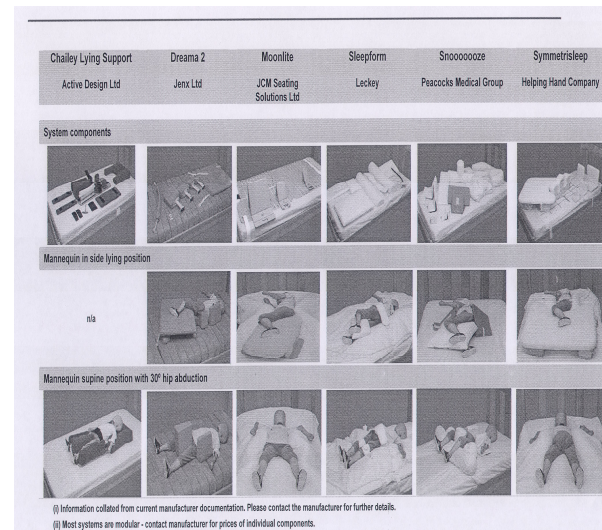 Chailey Lying Support
Dreama 2
Moonlite
Sleepform
Snooooooze
Symmetrisleep
Active Design Ltd
Jenx Ltd
JCM Seating
Solutions Ltd
Leckey
Peacocks Medical Group
Helping Hand Company
System components
Mannequin in side lying position
n/a
Mannequin supine position with 30º hip abduction
(i) Information collated from current manufacturer documentation. Please contact the manufacturer for further details.
(ii) Most systems are modular - contact manufacturer for prices of individual components.